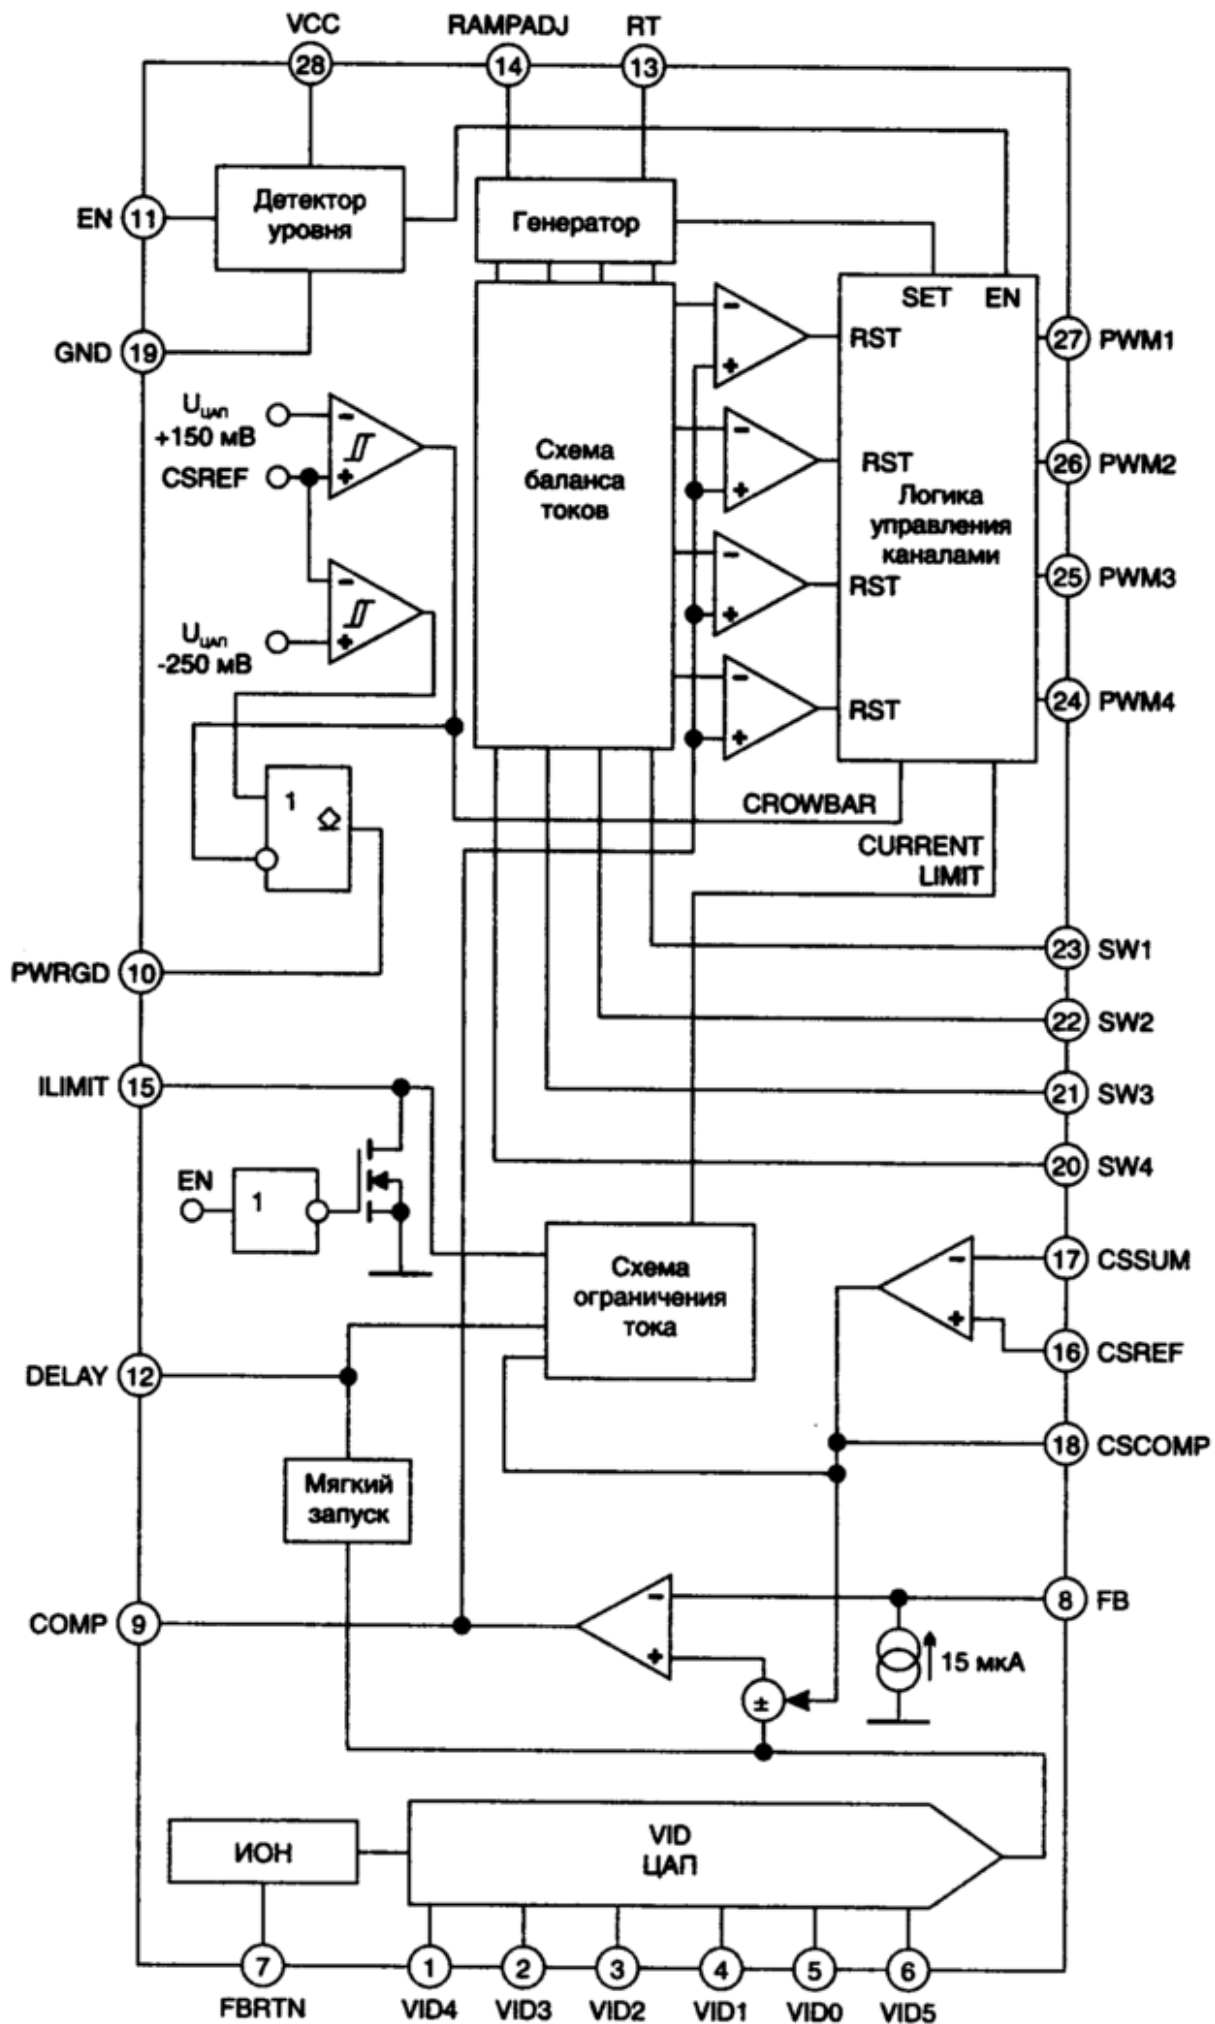 VCC
RAMPADJ
RT
28
14
13
EN
11
Детектор
уровня
Генератор
SET
EN
GND
19
RST
27
PWM1
UЦАП
+150 мВ
CSREF
-
+
-
+
Схема
баланса
токов
-
+
RST
26
PWM2
Логика
управления
каналами
-
+
-
+
RST
25
PWM3
UЦАП
-250 мВ
-
+
RST
24
PWM4
1
CROWBAR
CURRENT
LIMIT
23
SW1
PWRGD
10
22
SW2
ILIMIT
15
21
SW3
EN
1
20
SW4
Схема
ограничения
тока
-
+
17
CSSUM
16
CSREF
DELAY
12
18
CSCOMP
Мягкий
запуск
COMP
9
-
+
8
FB
15 мкА
±
ИОН
VID
ЦАП
7
1
2
3
4
5
6
FBRTN
VID4
VID3
VID2
VID1
VID0
VID5